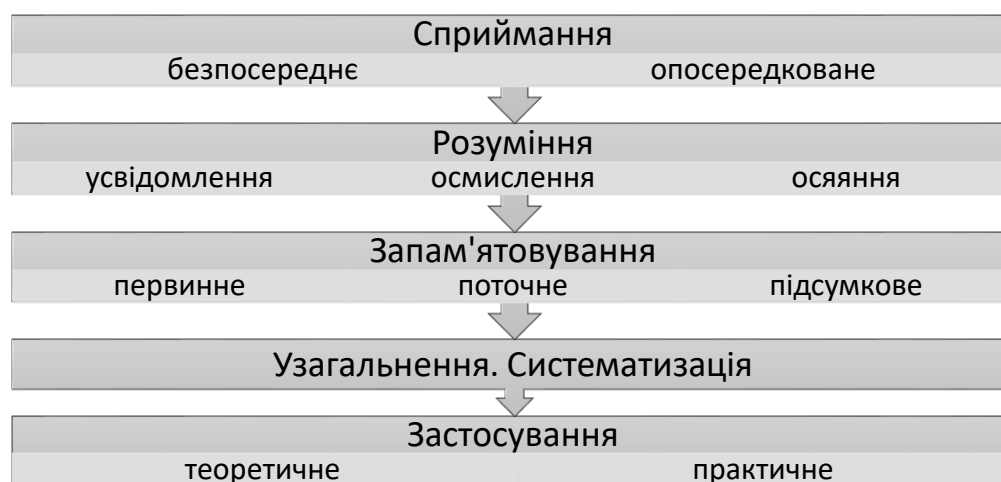 Сприймання
безпосереднє опосередковане
Розуміння
усвідомлення осмислення осяяння
Запам'ятовування
первинне поточне підсумкове
Узагальнення. Систематизація
Застосування
теоретичне практичне